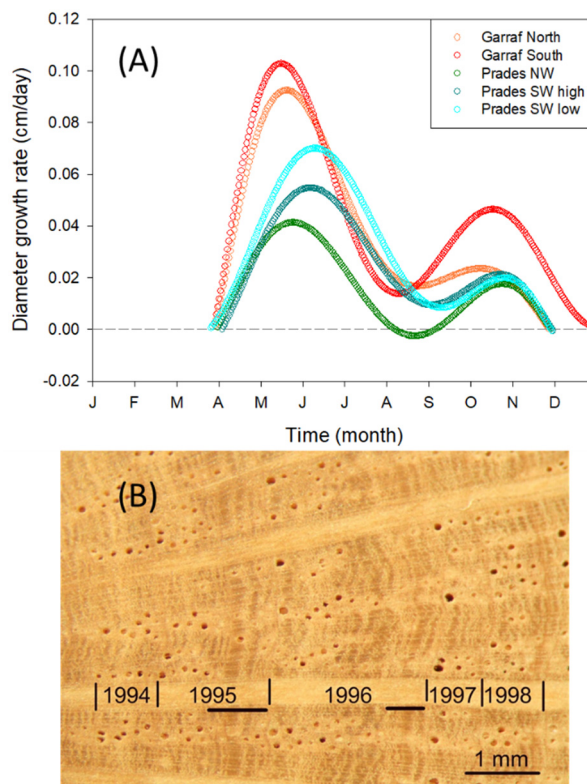 (A)
Garraf North
Garraf South
Prades NW
Prades SW high
Prades SW low
Diameter growth rate (cm/day)
0.12
0.10
0.08
0.06
0.04
0.02
0.00
-0.02
J F M A M J J A S O N D
Time (month)
(B)
1994 1995 1996 1997 1998
1 mm